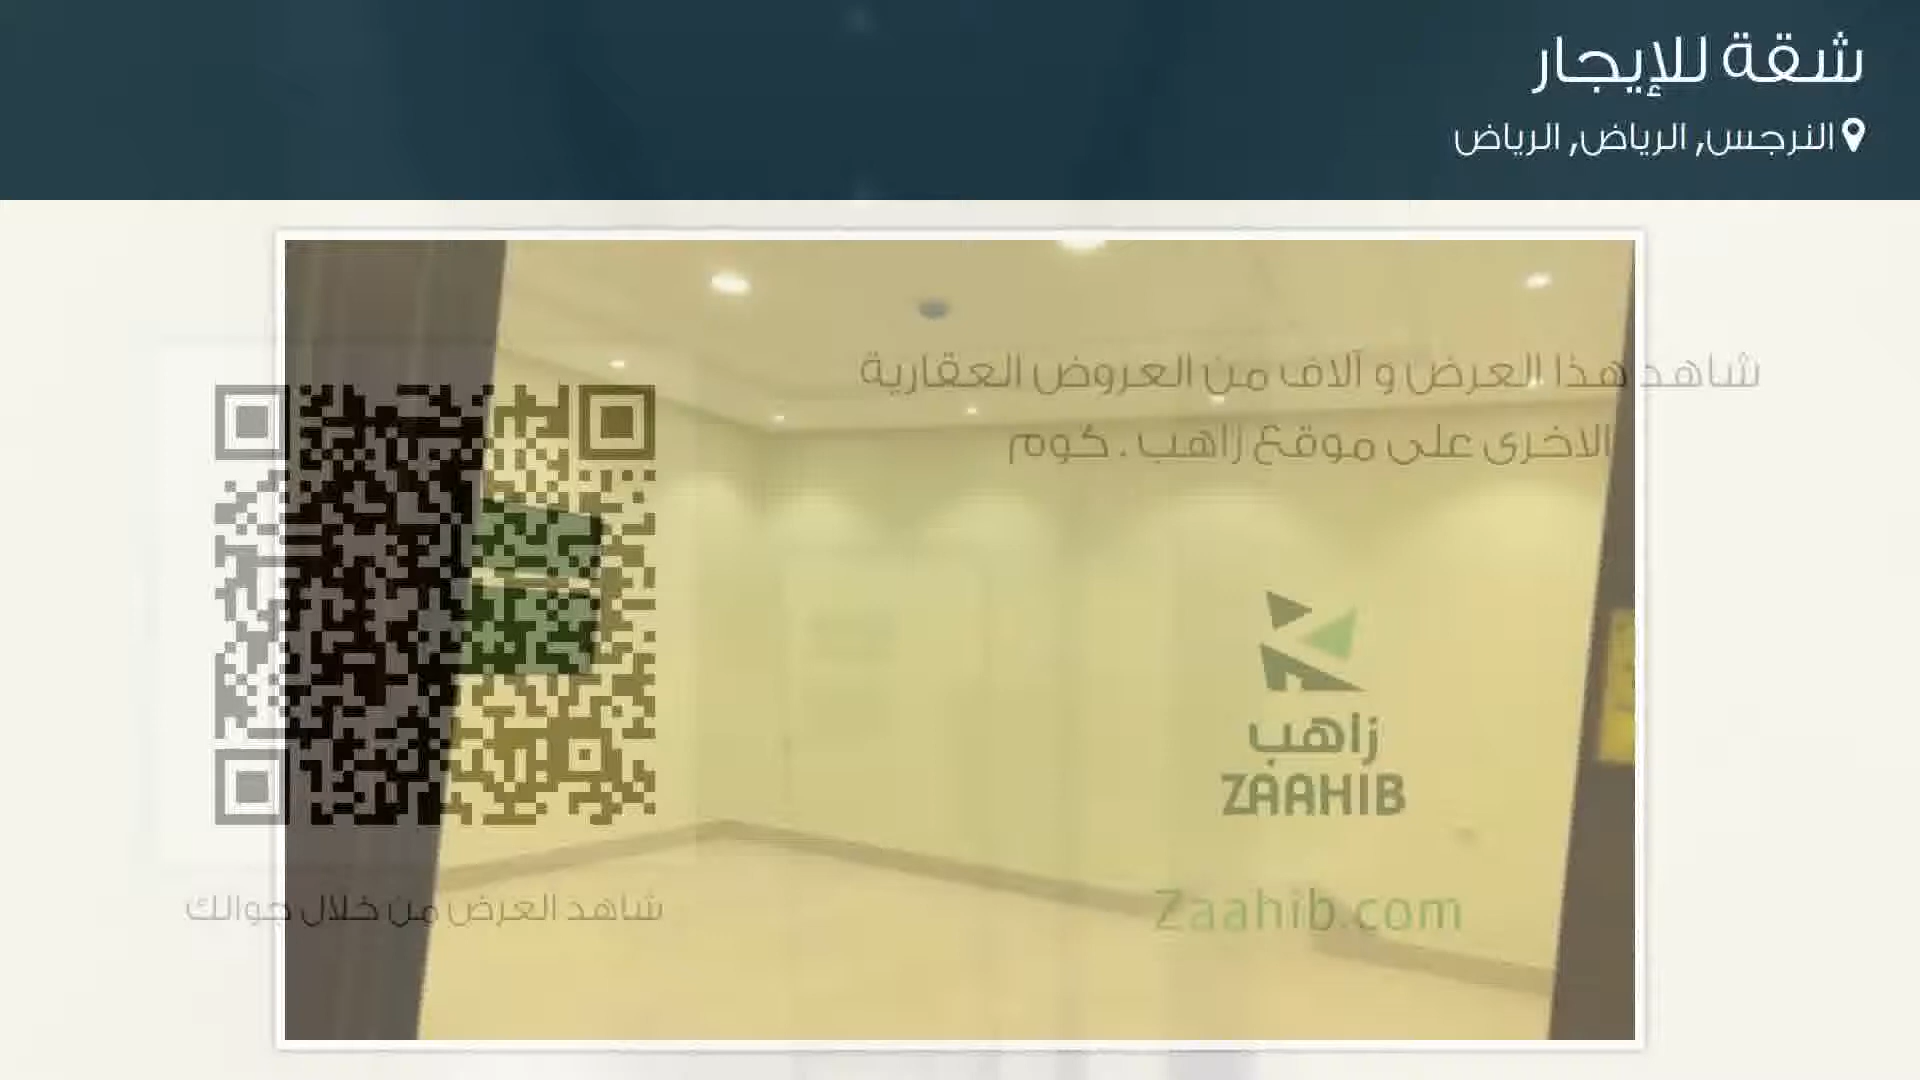 شقة للإيجار
النرجس, الرياض, الرياض
شاهد هذا العرض و آلاف من العروض العقارية
الاخرى على موقع زاهب . كوم
زاهب
ZAAHIB
Zaahib.com
شاهد العرض من خلال جوالك